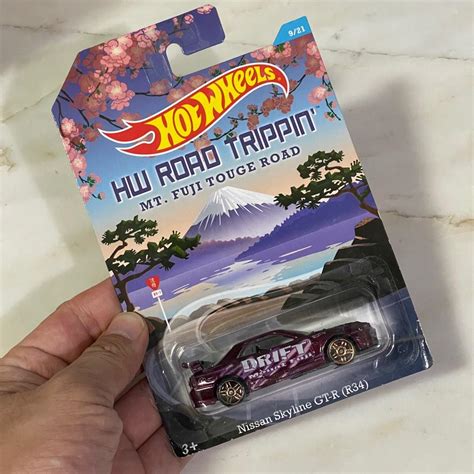 9/21
HOT WHEELS
HW ROAD TRIPPIN'
MT. FUJI TOUGE ROAD
DRIFT
Nissan Skyline GT-R (R34)
3+